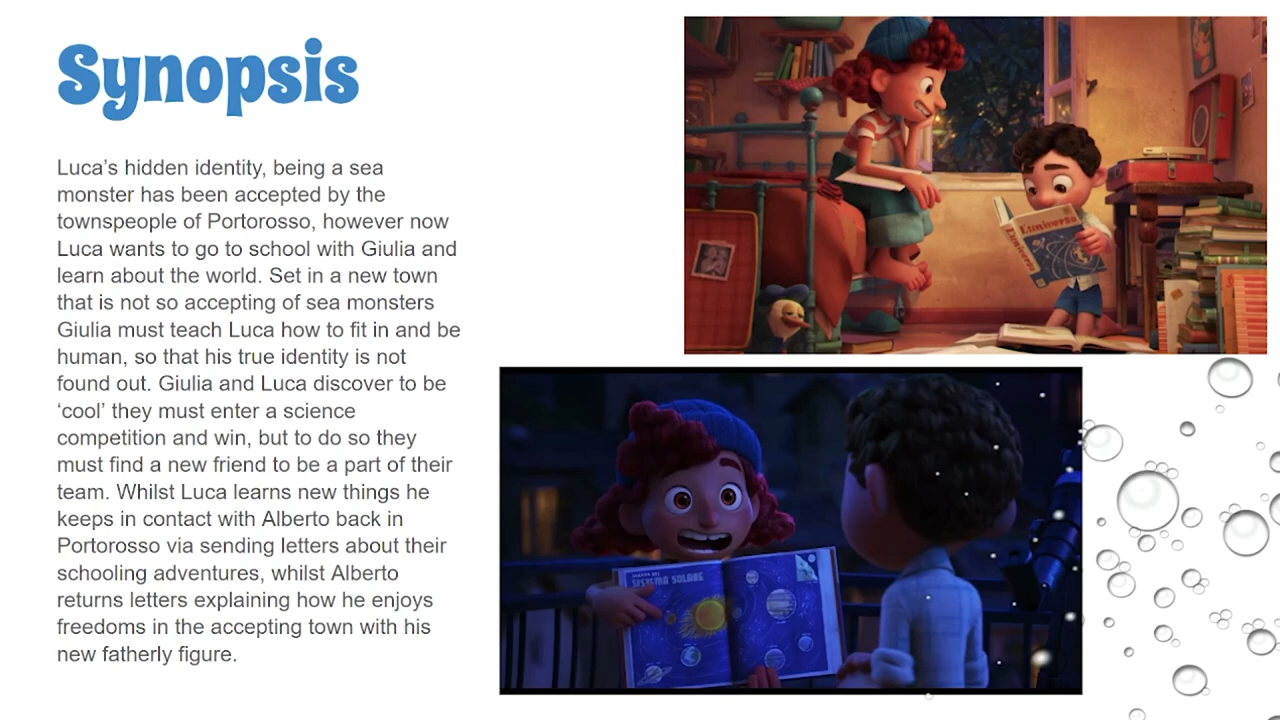 Synopsis
Luca’s hidden identity, being a sea
monster has been accepted by the
townspeople of Portorosso, however now
Luca wants to go to school with Giulia and
learn about the world. Set in a new town
that is not so accepting of sea monsters
Giulia must teach Luca how to fit in and be
human, so that his true identity is not
found out. Giulia and Luca discover to be
‘cool’ they must enter a science
competition and win, but to do so they
must find a new friend to be a part of their
team. Whilst Luca learns new things he
keeps in contact with Alberto back in
Portorosso via sending letters about their
schooling adventures, whilst Alberto
returns letters explaining how he enjoys
freedoms in the accepting town with his
new fatherly figure.
L'universo
L'universo
SISTEMA SOLARE